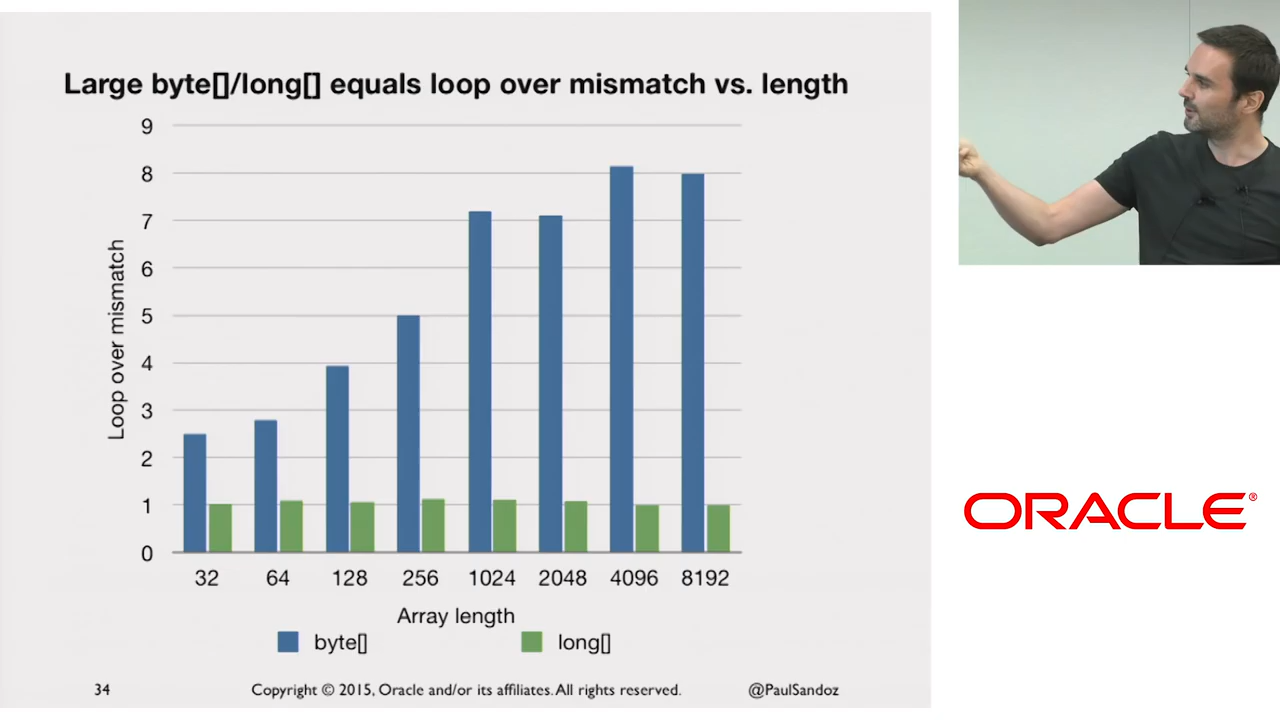 Large byte[]/long[] equals loop over mismatch vs. length
9
8
7
6
5
4
3
2
1
0
Loop over mismatch
32 64 128 256 1024 2048 4096 8192
Array length
byte[] long[]
34 Copyright © 2015, Oracle and/or its affiliates. All rights reserved. @PaulSandoz
ORACLE®